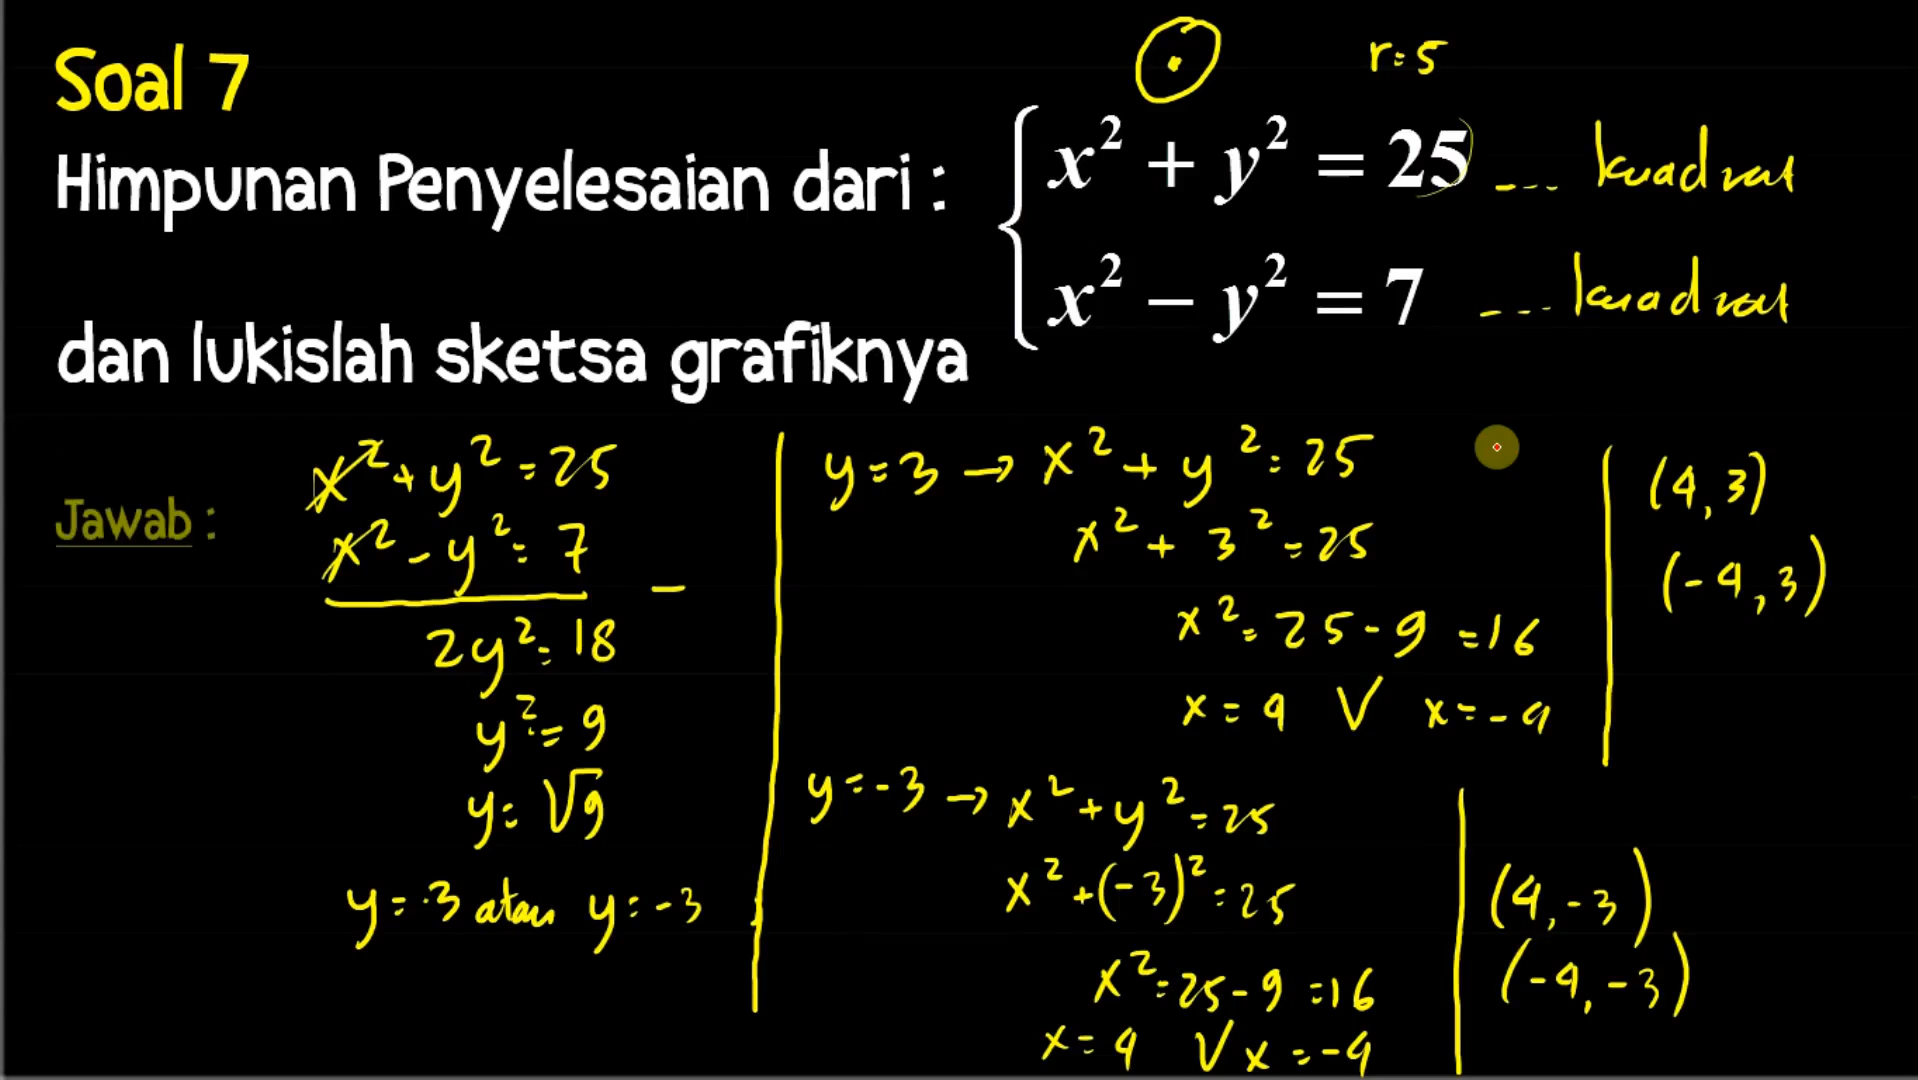 Soal 7
r = 5
Himpunan Penyelesaian dari :
x² + y² = 25 --- kuadrat
x² − y² = 7 --- kuadrat
dan lukislah sketsa grafiknya
Jawab :
x² + y² = 25
x² - y² = 7
-
2y² = 18
y² = 9
y = √9
y = 3 atau y = -3
y = 3 → x² + y² = 25
x² + 3² = 25
x² = 25 - 9 = 16
x = 4 V x = -4
(4, 3)
(-4, 3)
y = -3 → x² + y² = 25
x² + (-3)² = 25
x² = 25 - 9 = 16
x = 4 V x = -4
(4, -3)
(-4, -3)